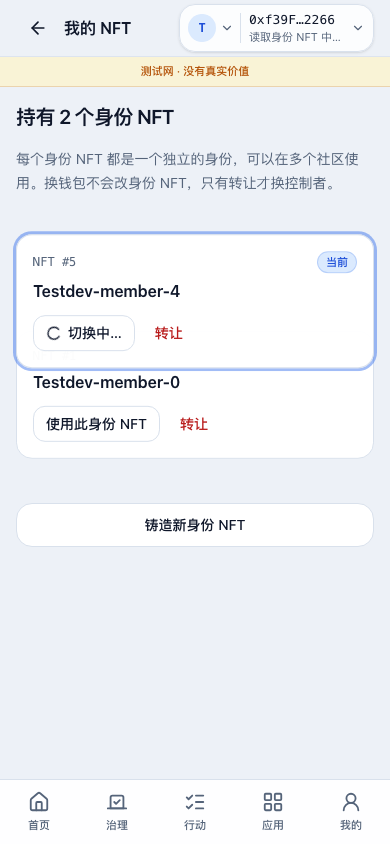 我的 NFT
T
0xf39F…2266
读取身份 NFT 中…
测试网 · 没有真实价值
持有 2 个身份 NFT
每个身份 NFT 都是一个独立的身份，可以在多个社区使
用。换钱包不会改身份 NFT，只有转让才换控制者。
NFT #5
当前
Testdev-member-4
切换中…
转让
Testdev-member-0
使用此身份 NFT
转让
铸造新身份 NFT
首页
治理
行动
应用
我的